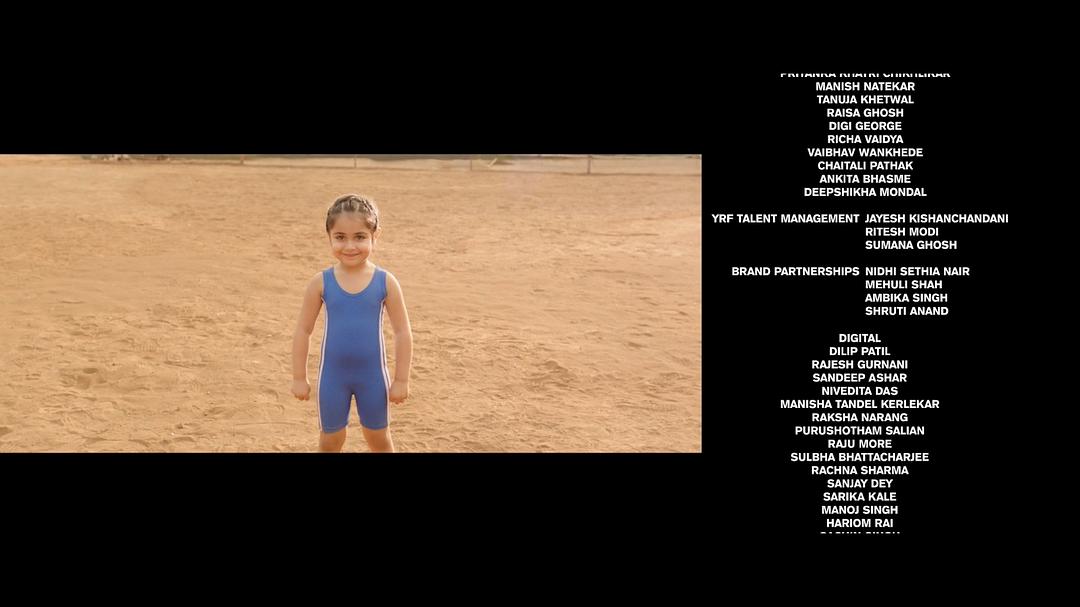 MANISH NATEKAR
TANUJA KHETWAL
RAISA GHOSH
DIGI GEORGE
RICHA VAIDYA
VAIBHAV WANKHEDE
CHAITALI PATHAK
ANKITA BHASME
DEEPSHIKHA MONDAL
YRF TALENT MANAGEMENT JAYESH KISHANCHANDANI
RITESH MODI
SUMANA GHOSH
BRAND PARTNERSHIPS NIDHI SETHIA NAIR
MEHULI SHAH
AMBIKA SINGH
SHRUTI ANAND
DIGITAL
DILIP PATIL
RAJESH GURNANI
SANDEEP ASHAR
NIVEDITA DAS
MANISHA TANDEL KERLEKAR
RAKSHA NARANG
PURUSHOTHAM SALIAN
RAJU MORE
SULBHA BHATTACHARJEE
RACHNA SHARMA
SANJAY DEY
SARIKA KALE
MANOJ SINGH
HARIOM RAI